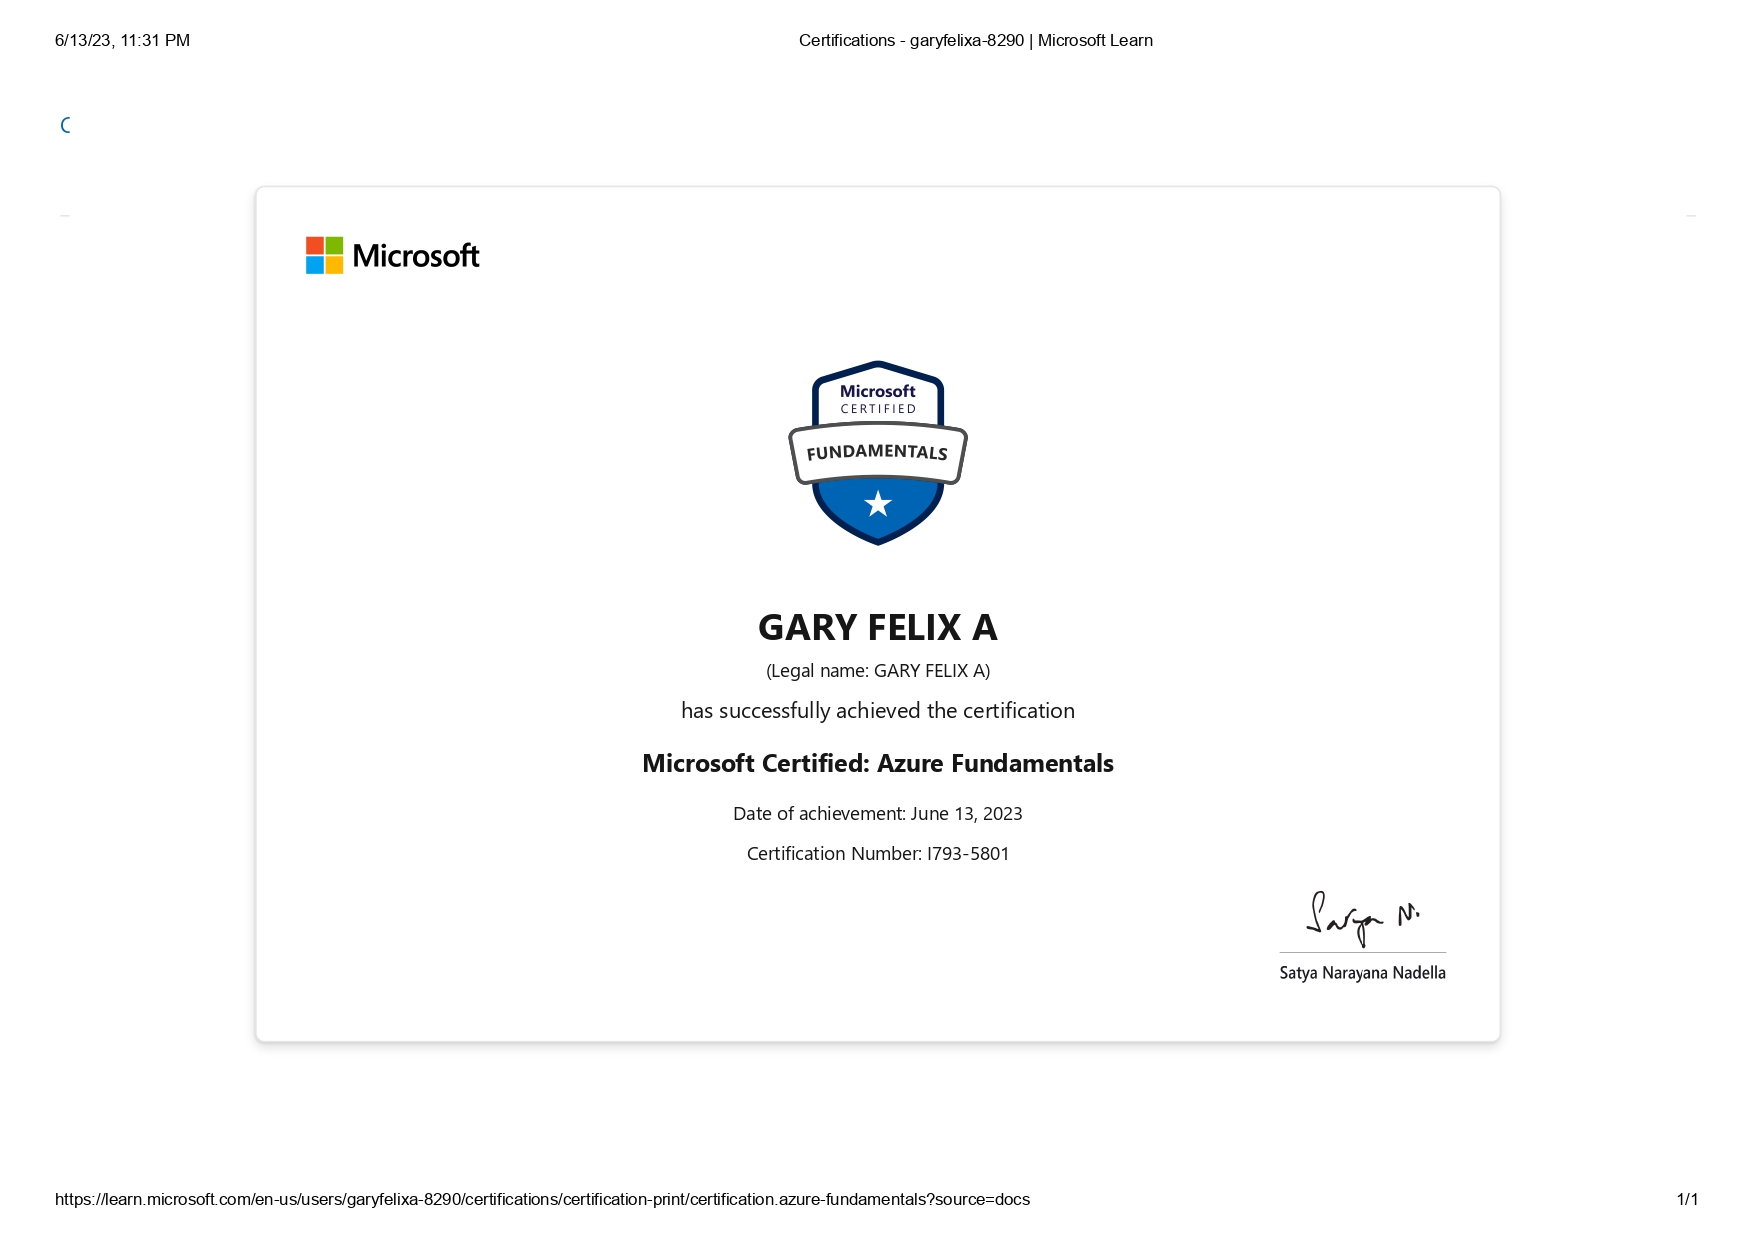 6/13/23, 11:31 PM
Certifications - garyfelixa-8290 | Microsoft Learn
C
Microsoft
Microsoft
CERTIFIED
FUNDAMENTALS
GARY FELIX A
(Legal name: GARY FELIX A)
has successfully achieved the certification
Microsoft Certified: Azure Fundamentals
Date of achievement: June 13, 2023
Certification Number: I793-5801
Satya N.
Satya Narayana Nadella
https://learn.microsoft.com/en-us/users/garyfelixa-8290/certifications/certification-print/certification.azure-fundamentals?source=docs
1/1